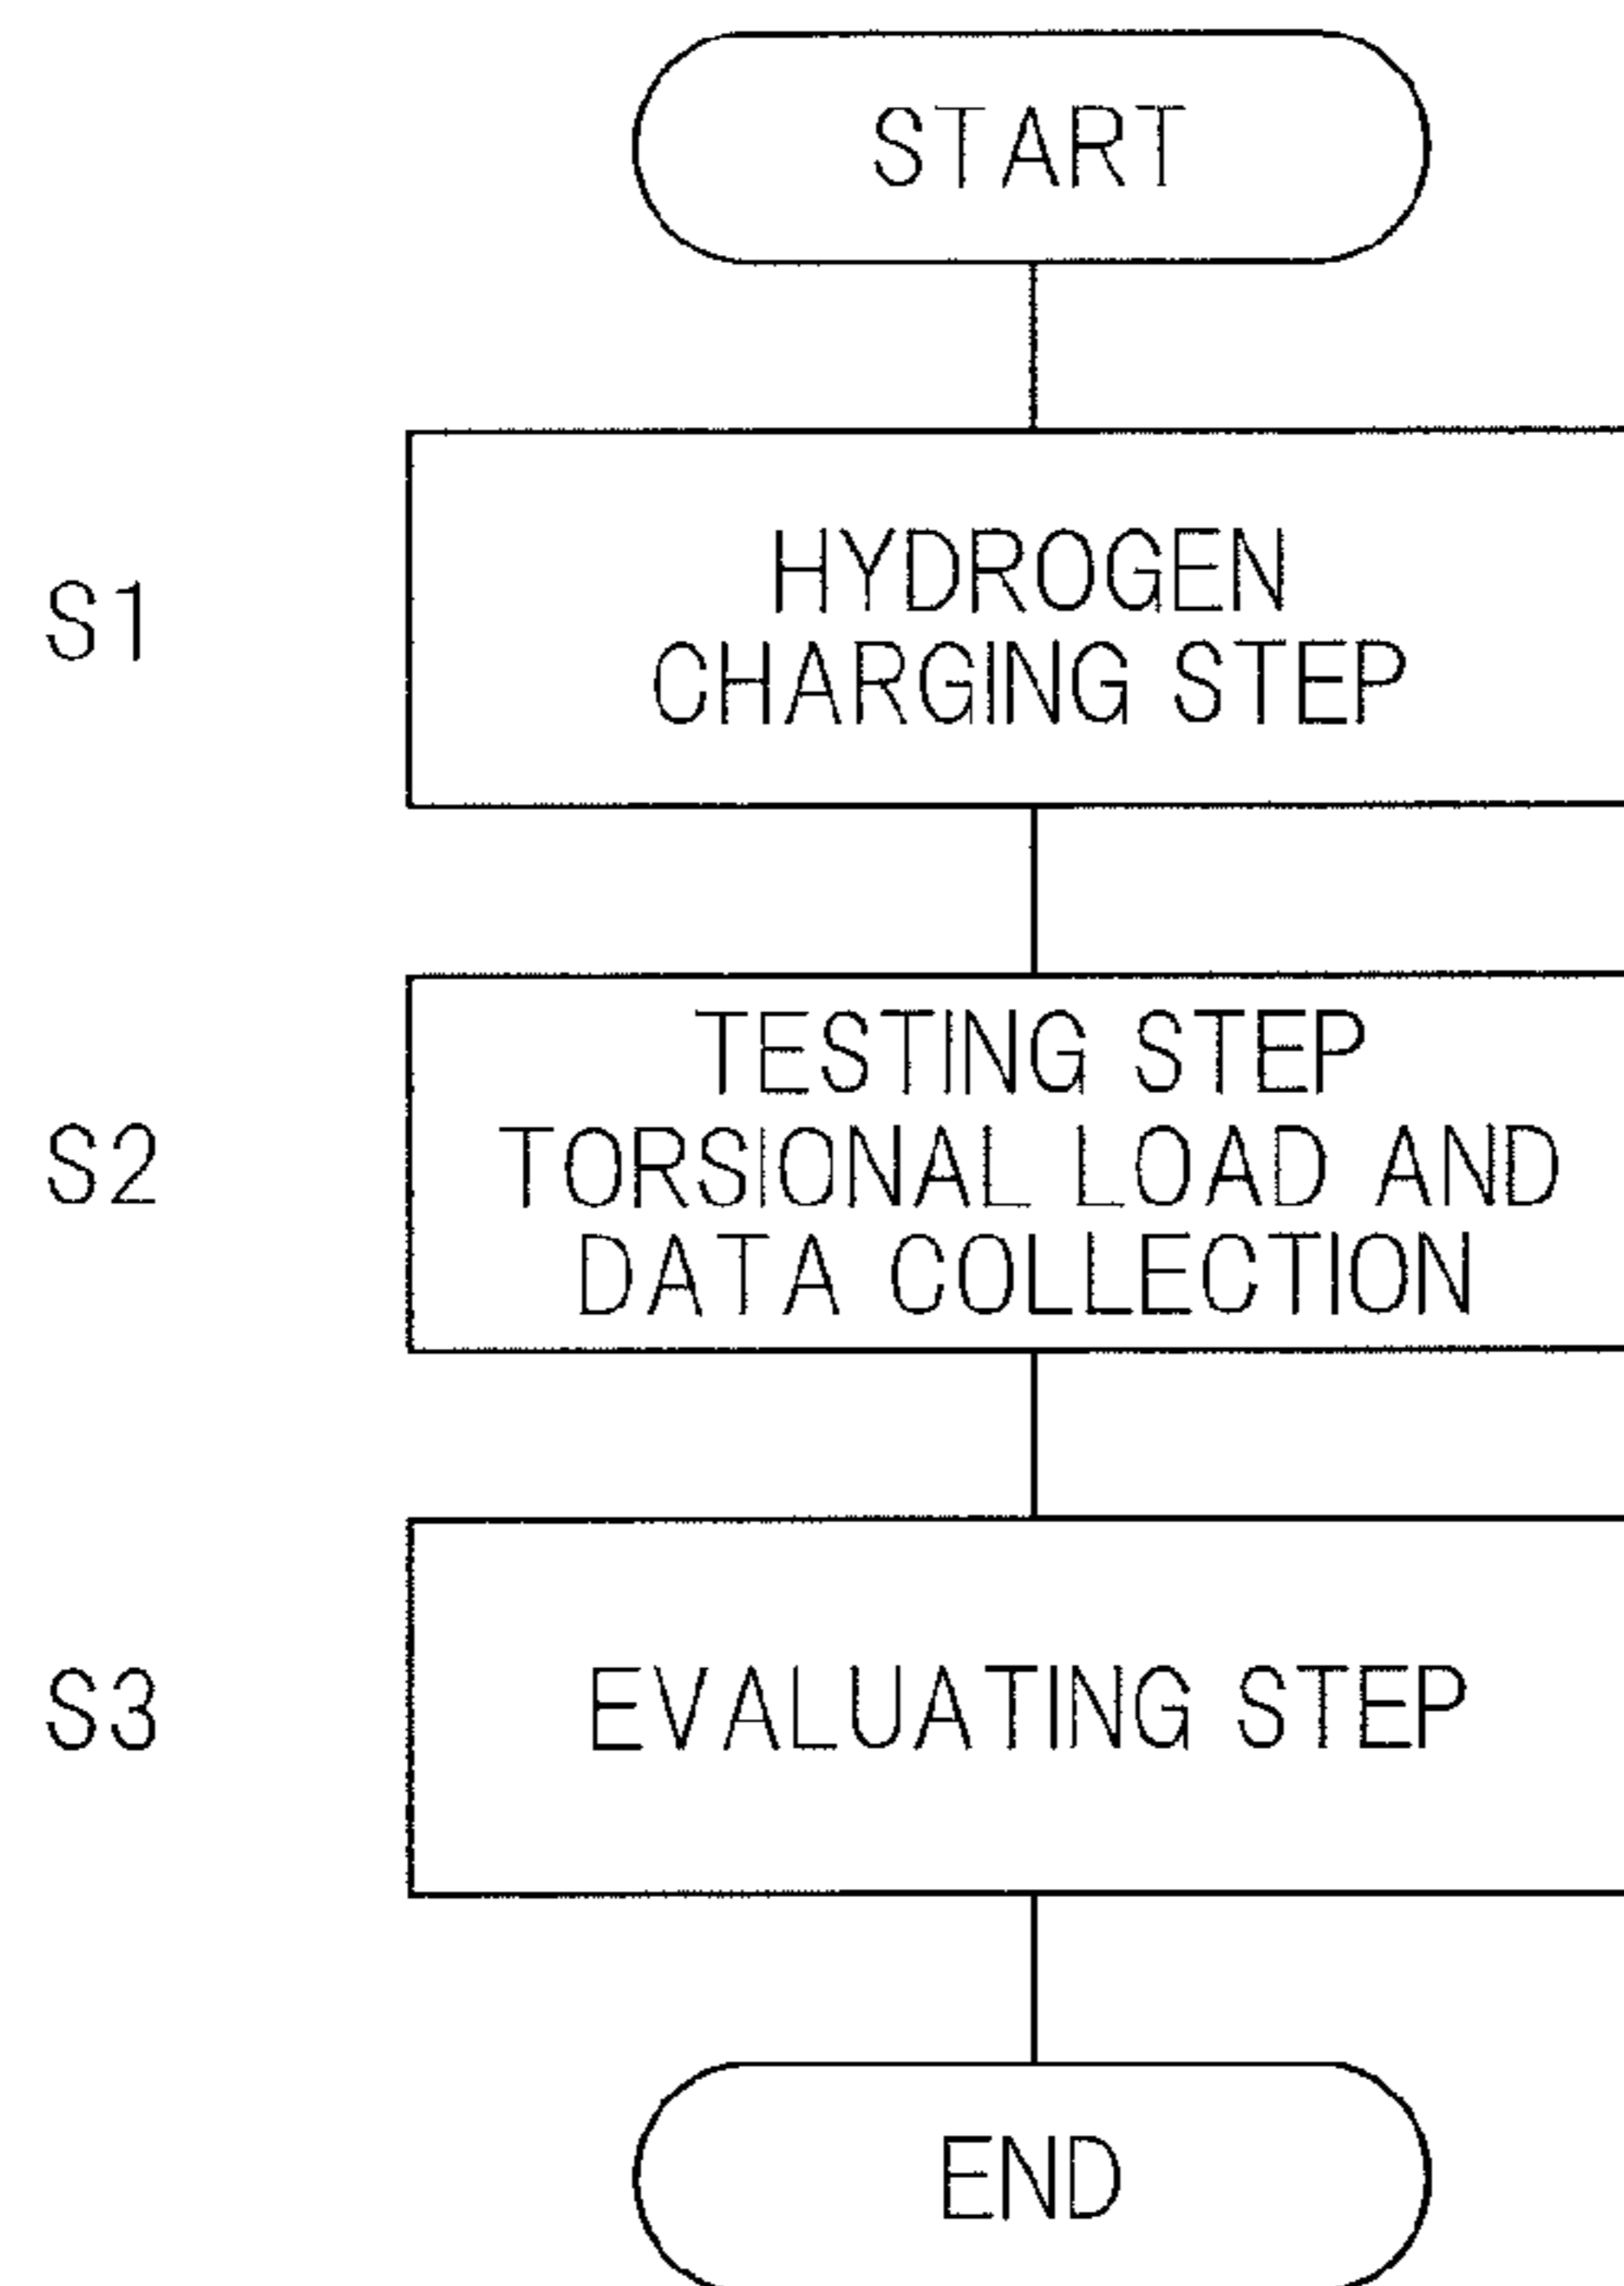 START
S1
HYDROGEN
CHARGING STEP
S2
TESTING STEP
TORSIONAL LOAD AND
DATA COLLECTION
S3
EVALUATING STEP
END